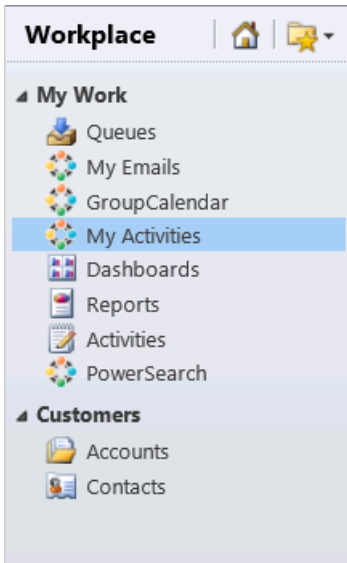 Workplace
My Work
Queues
My Emails
GroupCalendar
My Activities
Dashboards
Reports
Activities
PowerSearch
Customers
Accounts
Contacts